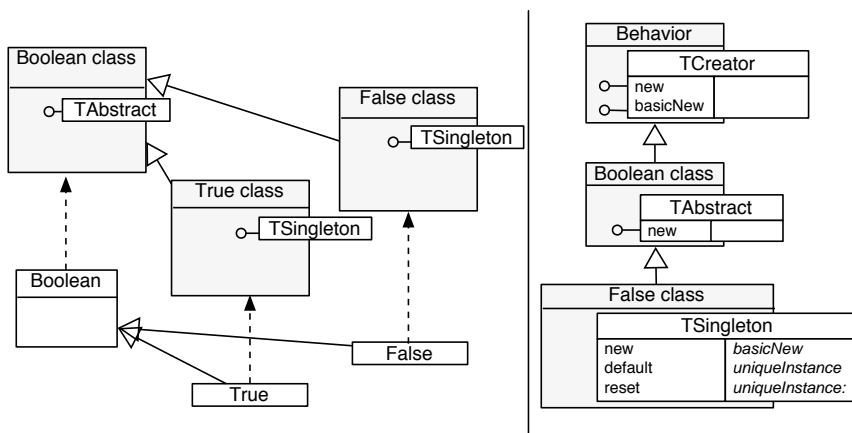 Boolean class
TAbstract
False class
TSingleton
True class
TSingleton
Boolean
False
True
Behavior
TCreator
new
basicNew
Boolean class
TAbstract
new
False class
TSingleton
new basicNew
default uniqueInstance
reset uniqueInstance: